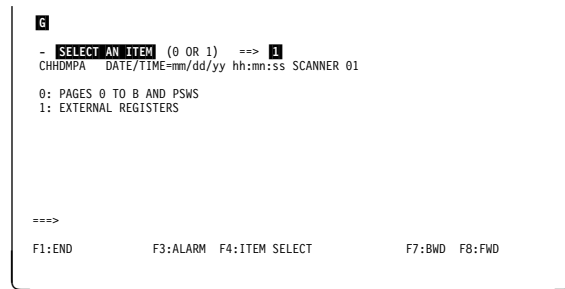 G
- SELECT AN ITEM (0 OR 1) ==> 1
CHHDMPA DATE/TIME=mm/dd/yy hh:mn:ss SCANNER 01
0: PAGES 0 TO B AND PSWS
1: EXTERNAL REGISTERS
===>
F1:END F3:ALARM F4:ITEM SELECT F7:BWD F8:FWD